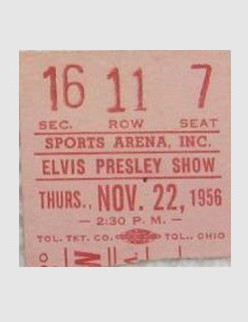 16 11 7
SEC. ROW SEAT
SPORTS ARENA, INC.
ELVIS PRESLEY SHOW
THURS., NOV. 22, 1956
— 2:30 P. M. —
TOL. TKT. CO. TOL., OHIO